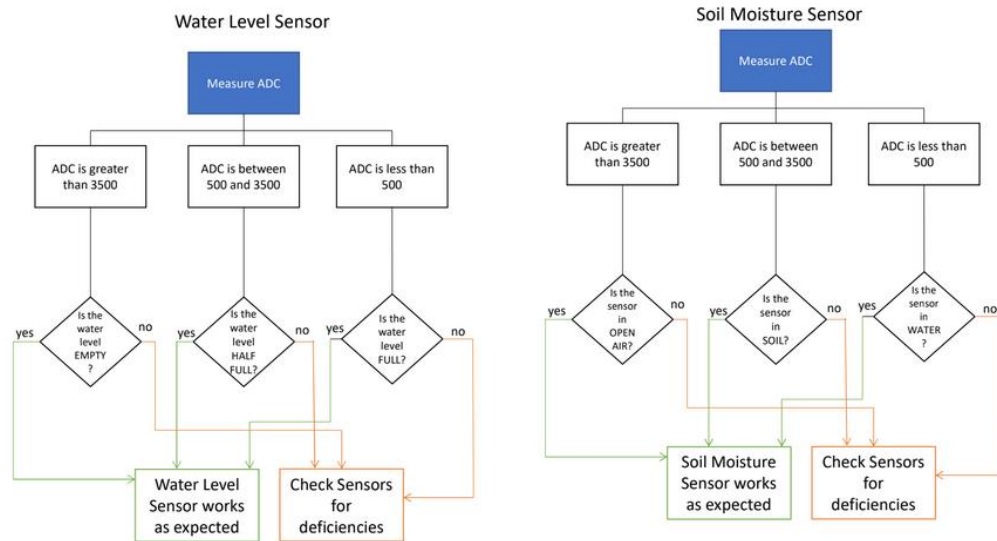 Water Level Sensor
Measure ADC
ADC is greater
than 3500
ADC is between
500 and 3500
ADC is less than
500
yes
Is the
water
level
EMPTY
?
no
yes
Is the
water
level
HALF
FULL?
no
yes
Is the
water
level
FULL?
no
Water Level
Sensor works
as expected
Check Sensors
for
deficiencies
Soil Moisture Sensor
Measure ADC
ADC is greater
than 3500
ADC is between
500 and 3500
ADC is less than
500
yes
Is the
sensor
in
OPEN
AIR?
no
yes
Is the
sensor
in
SOIL?
no
yes
Is the
sensor
in
WATER
?
no
Soil Moisture
Sensor works
as expected
Check Sensors
for
deficiencies